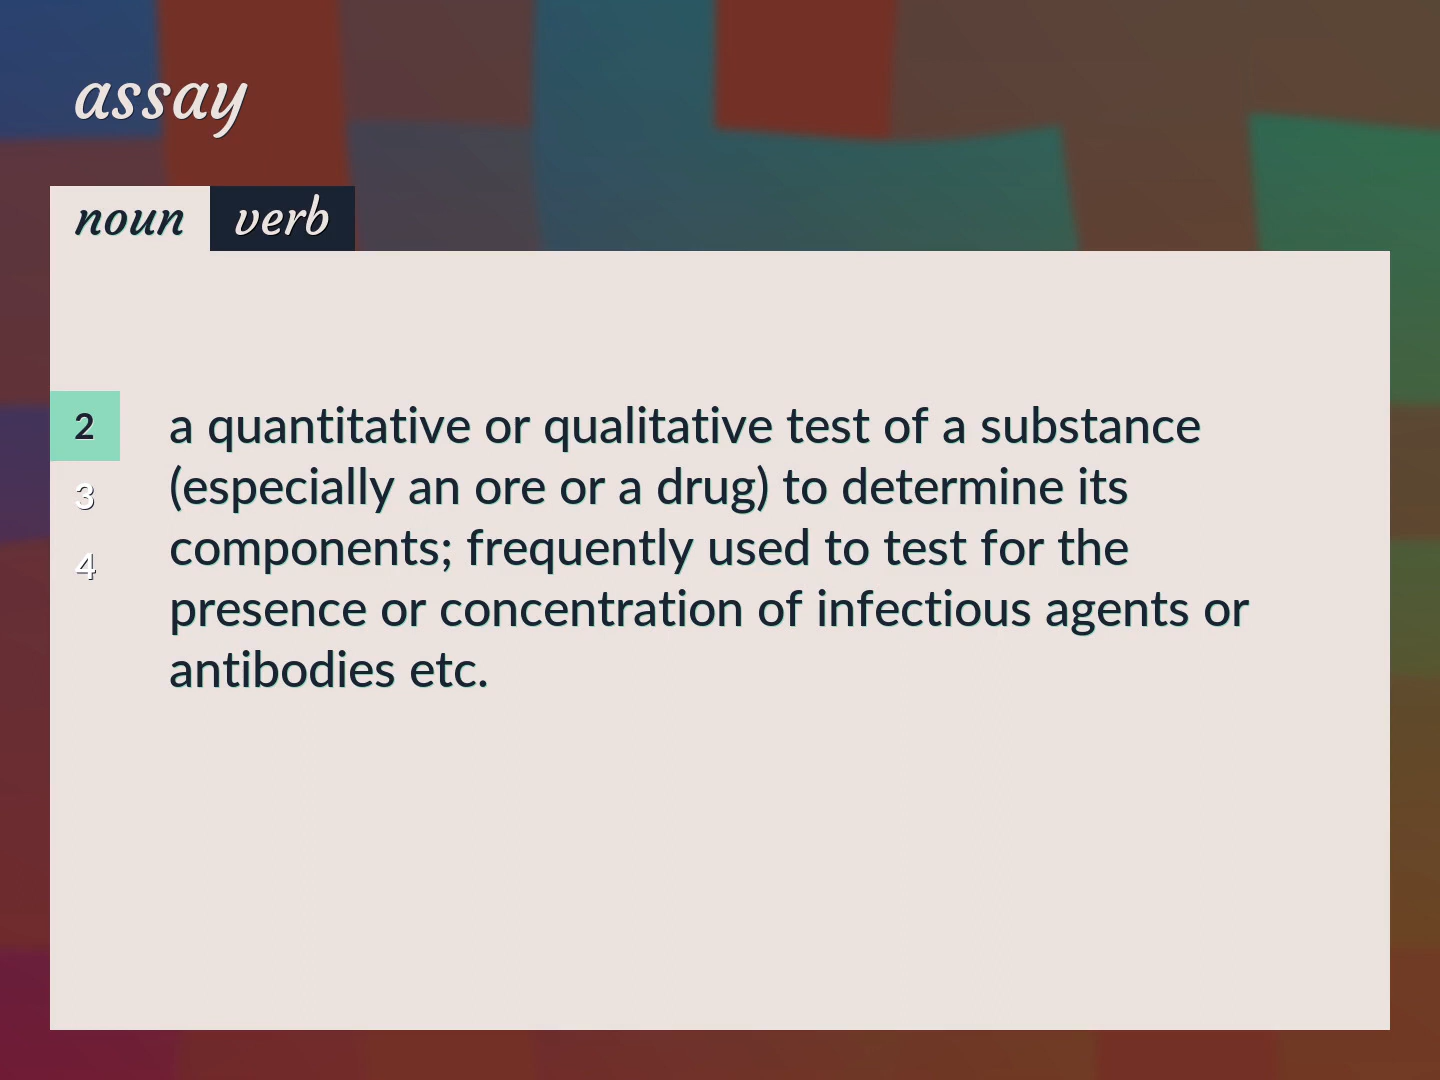 assay
noun verb
2 a quantitative or qualitative test of a substance
(especially an ore or a drug) to determine its
3
components; frequently used to test for the
4
presence or concentration of infectious agents or
antibodies etc.